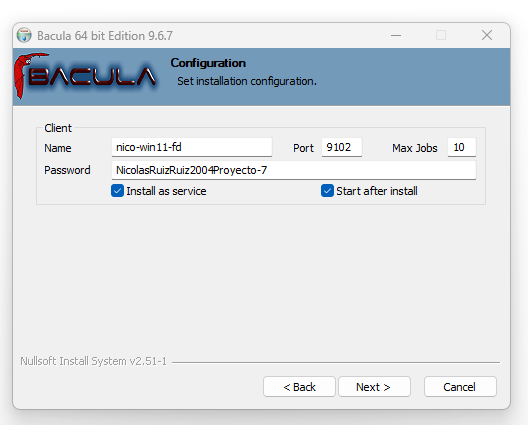 Bacula 64 bit Edition 9.6.7
BACULA
Configuration
Set installation configuration.
Client
Name nico-win11-fd Port 9102 Max Jobs 10
Password NicolasRuizRuiz2004Proyecto-7
Install as service Start after install
Nullsoft Install System v2.51-1
< Back Next > Cancel